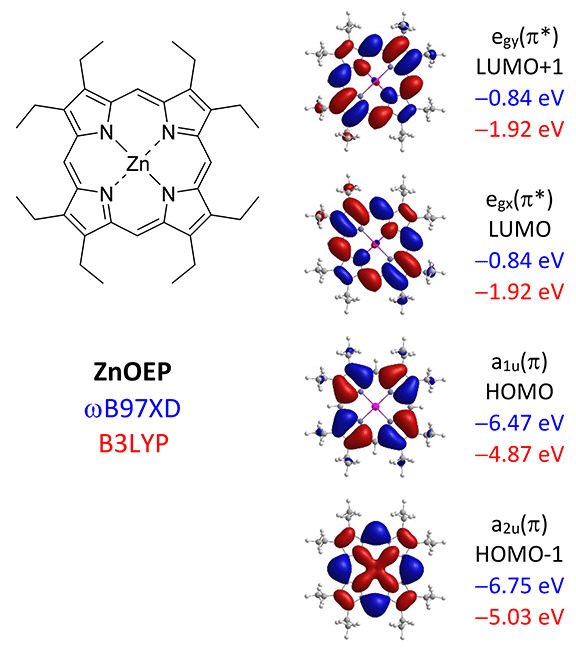 N
N
Zn
N
N
ZnOEP
ωB97XD
B3LYP
e_gy(π*)
LUMO+1
−0.84 eV
−1.92 eV
e_gx(π*)
LUMO
−0.84 eV
−1.92 eV
a_1u(π)
HOMO
−6.47 eV
−4.87 eV
a_2u(π)
HOMO-1
−6.75 eV
−5.03 eV